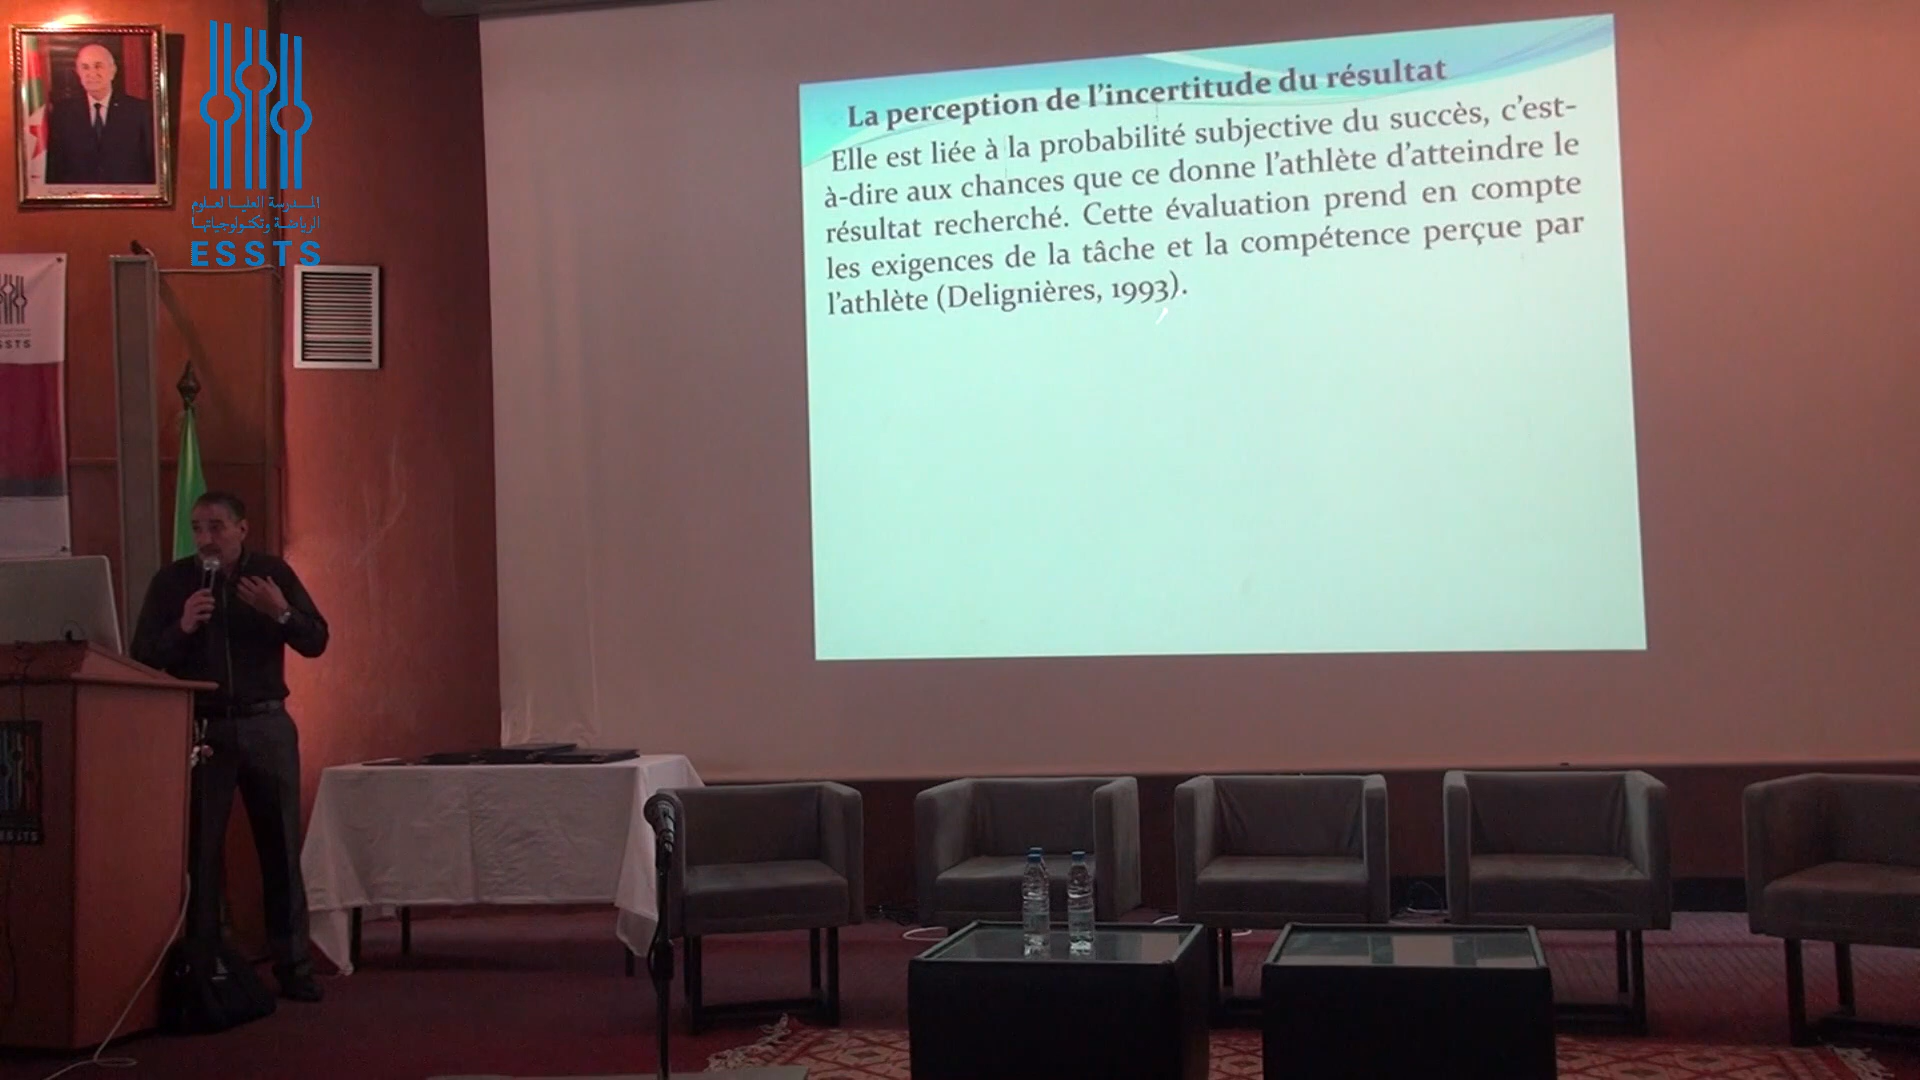 المدرسة العليا لعلوم
الرياضة وتكنولوجياتها
ESSTS
La perception de l'incertitude du résultat
Elle est liée à la probabilité subjective du succès, c'est-
à-dire aux chances que ce donne l'athlète d'atteindre le
résultat recherché. Cette évaluation prend en compte
les exigences de la tâche et la compétence perçue par
l'athlète (Delignières, 1993).
ESSTS